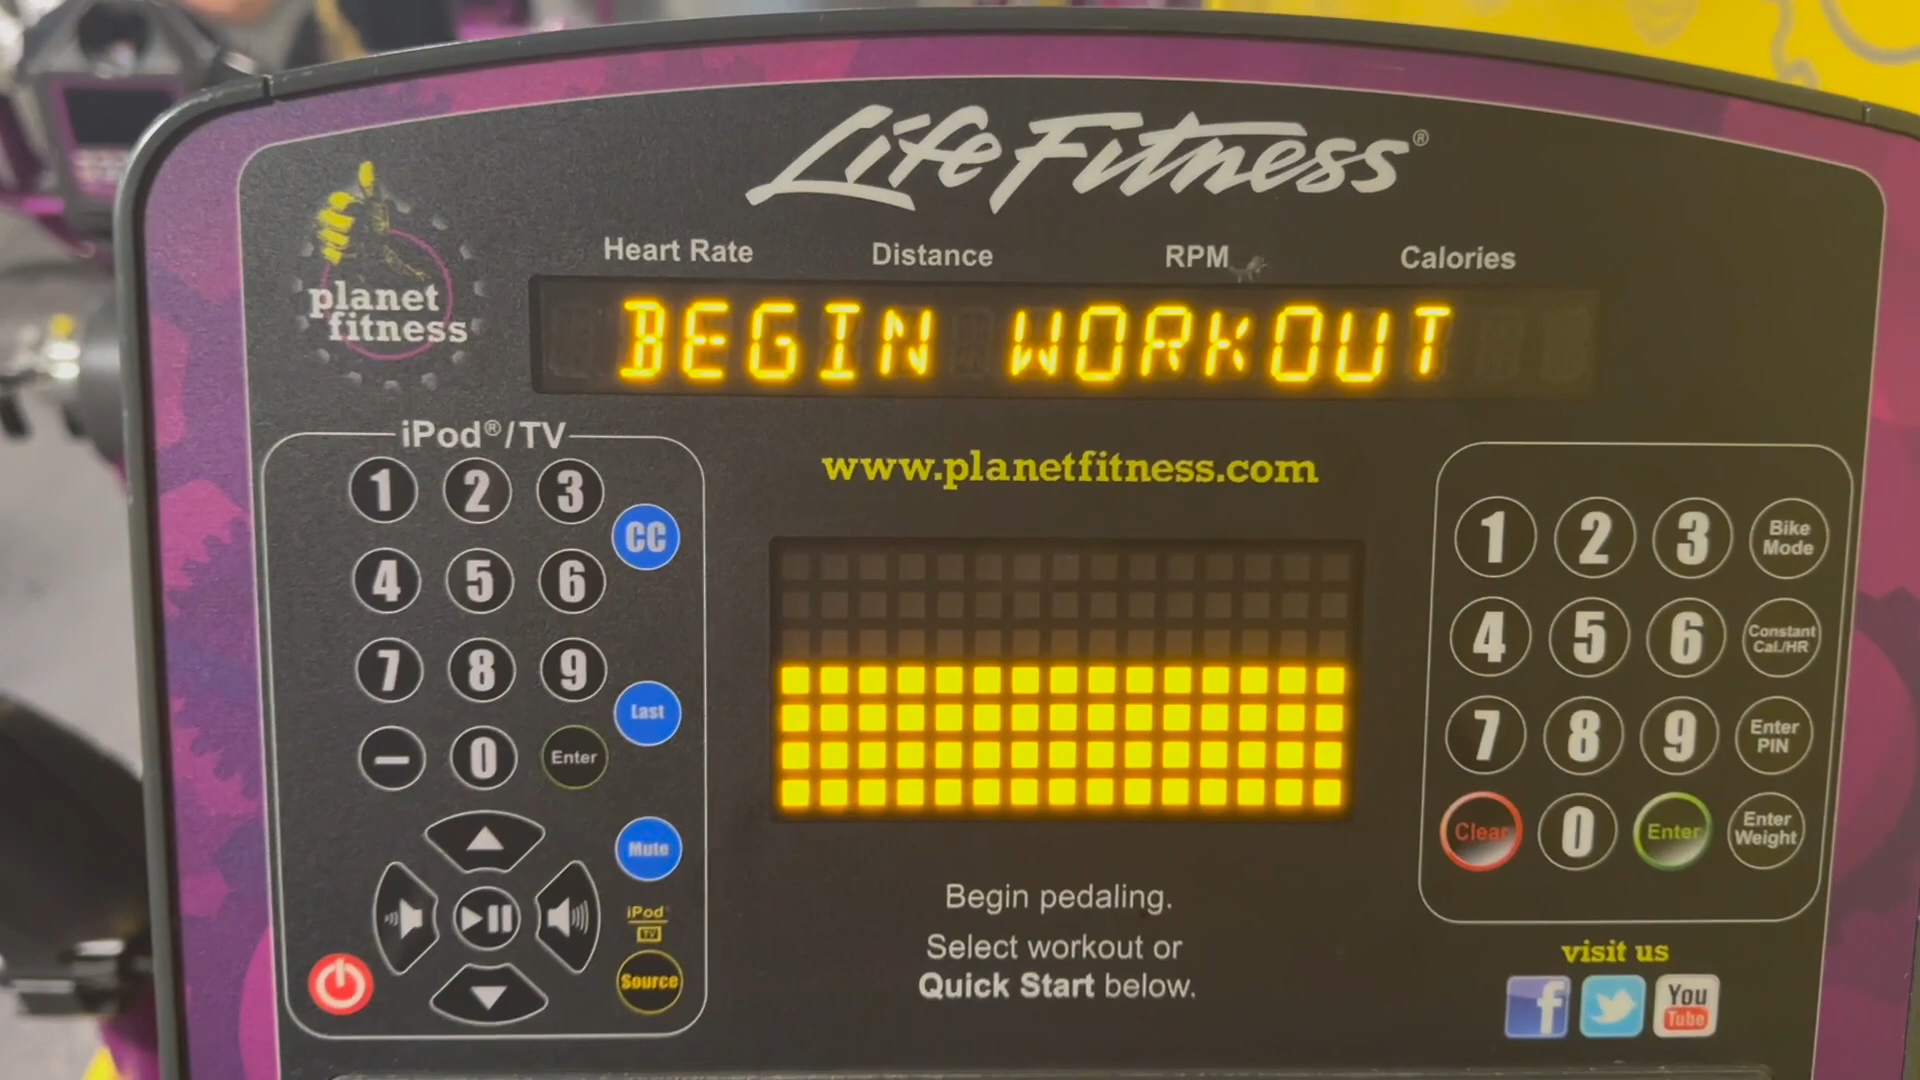 LifeFitness®
Heart Rate Distance RPM Calories
BEGIN WORKOUT
planet
fitness
www.planetfitness.com
iPod®/TV
1 2 3
CC
4 5 6
7 8 9
Last
– 0 Enter
Mute
iPod
TV
Source
Begin pedaling.
Select workout or
Quick Start below.
1 2 3 Bike Mode
4 5 6 Constant Cal./HR
7 8 9 Enter PIN
Clear 0 Enter Enter Weight
visit us
f
You
Tube